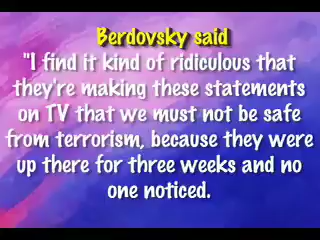 Berdovsky said
"I find it kind of ridiculous that
they're making these statements
on TV that we must not be safe
from terrorism, because they were
up there for three weeks and no
one noticed.